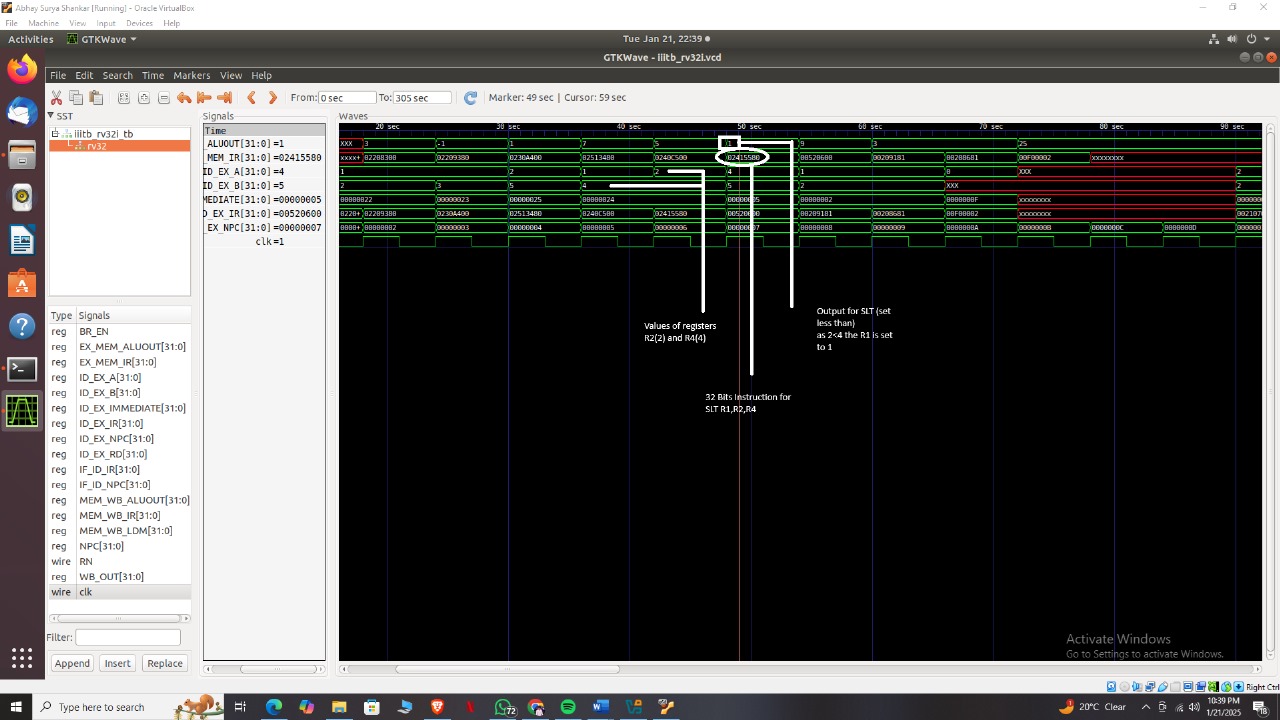 Abhay Surya Shankar [Running] - Oracle VirtualBox
File Machine View Input Devices Help
Activities GTKWave Tue Jan 21, 22:39
GTKWave - iiitb_rv32i.vcd
File Edit Search Time Markers View Help
From: 0 sec To: 305 sec Marker: 49 sec | Cursor: 59 sec
SST
iiitb_rv32i_tb
rv32
Type Signals
reg BR_EN
reg EX_MEM_ALUOUT[31:0]
reg EX_MEM_IR[31:0]
reg ID_EX_A[31:0]
reg ID_EX_B[31:0]
reg ID_EX_IMMEDIATE[31:0]
reg ID_EX_IR[31:0]
reg ID_EX_NPC[31:0]
reg ID_EX_RD[31:0]
reg IF_ID_IR[31:0]
reg IF_ID_NPC[31:0]
reg MEM_WB_ALUOUT[31:0]
reg MEM_WB_IR[31:0]
reg MEM_WB_LDM[31:0]
reg NPC[31:0]
wire RN
reg WB_OUT[31:0]
wire clk
Filter:
Append Insert Replace
Signals
Time
_ALUOUT[31:0] =1
_MEM_IR[31:0] =02415580
ID_EX_A[31:0] =4
ID_EX_B[31:0] =5
MEDIATE[31:0] =00000005
D_EX_IR[31:0] =00520600
_EX_NPC[31:0] =00000007
clk =1
Waves
20 sec 30 sec 40 sec 50 sec 60 sec 70 sec 80 sec 90 sec
XXX 3 -1 1 7 5 1 9 3 25
xxxx+ 02208300 02209380 0230A400 02513480 0240C500 02415580 00520600 00209181 00208681 00F00002 xxxxxxxx
1 2 1 2 4 1 0 XXX 2
2 3 5 4 5 2 XXX 2
00000022 00000023 00000025 00000024 00000005 00000002 0000000F xxxxxxxx 000000+
0220+ 02209380 0230A400 02513480 0240C500 02415580 00520600 00209181 00208681 00F00002 xxxxxxxx 002107+
0000+ 00000002 00000003 00000004 00000005 00000006 00000007 00000008 00000009 0000000A 0000000B 0000000C 0000000D 000000+
Values of registers
R2(2) and R4(4)
Output for SLT (set
less than)
as 2<4 the R1 is set
to 1
32 Bits Instruction for
SLT R1,R2,R4
Activate Windows
Go to Settings to activate Windows.
Right Ctrl
Type here to search
72
20°C Clear
10:39 PM
1/21/2025
18